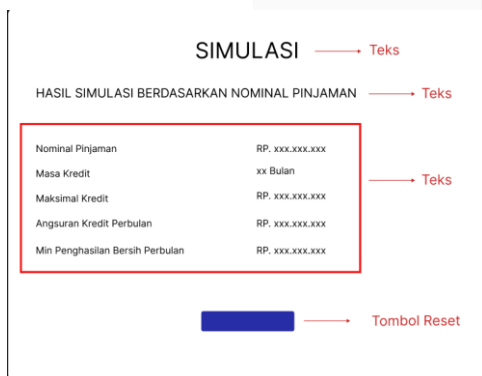 SIMULASI Teks
HASIL SIMULASI BERDASARKAN NOMINAL PINJAMAN Teks
Nominal Pinjaman RP. xxx.xxx.xxx
Masa Kredit xx Bulan
Maksimal Kredit RP. xxx.xxx.xxx
Teks
Angsuran Kredit Perbulan RP. xxx.xxx.xxx
Min Penghasilan Bersih Perbulan RP. xxx.xxx.xxx
Tombol Reset